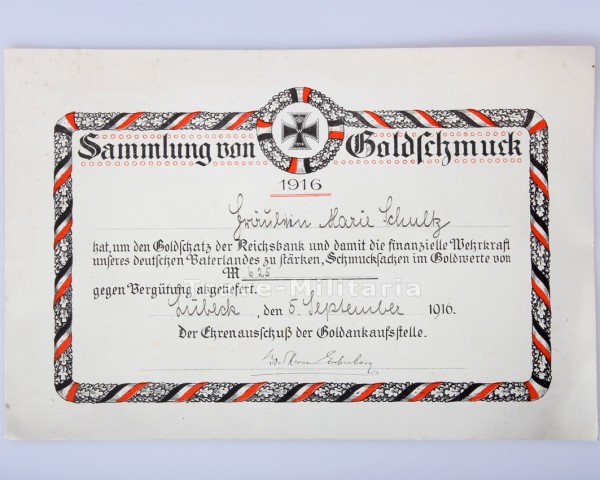 Sammlung von Goldschmuck
1916
Fräulein Marie Schultz
hat, um den Goldschatz der Reichsbank und damit die finanzielle Wehrkraft
unseres deutschen Vaterlandes zu stärken, Schmucksachen im Goldwerte von
M 625
gegen Vergütung abgeliefert.
Lübeck, den 5. September 1916.
Der Ehrenausschuß der Goldankaufsstelle.